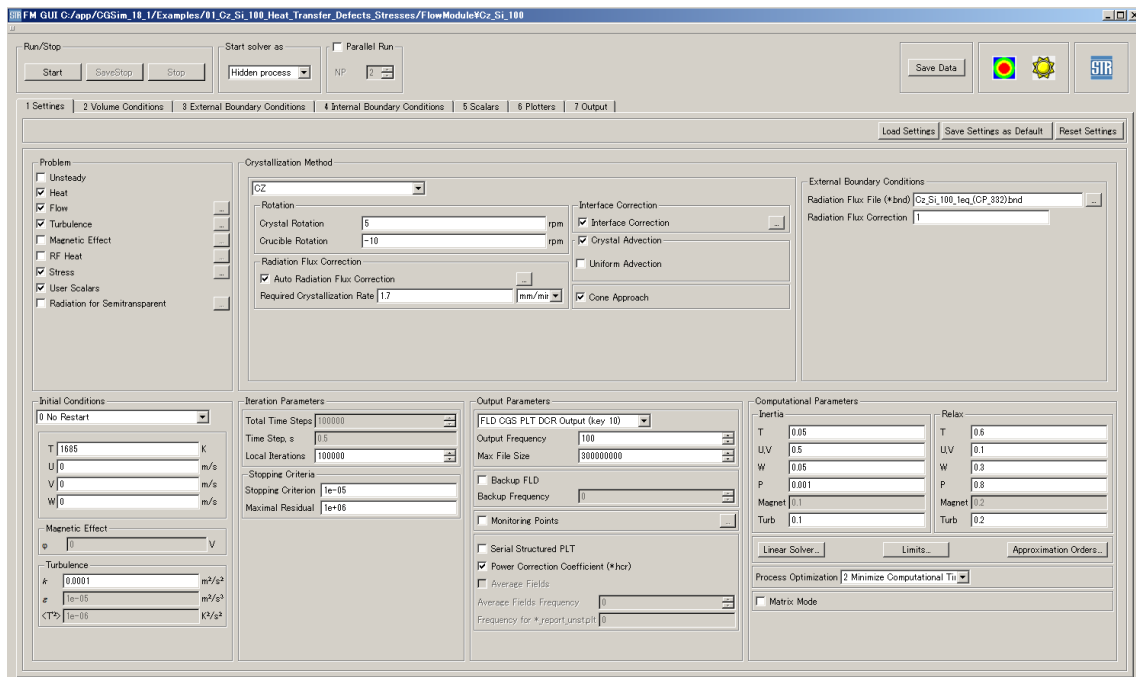 FM GUI C:/app/CGSim_18_1/Examples/01_Cz_Si_100_Heat_Transfer_Defects_Stresses/FlowModule¥Cz_Si_100
Run/Stop
Start SaveStop Stop
Start solver as
Hidden process
Parallel Run
NP 2
Save Data
STR
1 Settings 2 Volume Conditions 3 External Boundary Conditions 4 Internal Boundary Conditions 5 Scalars 6 Plotters 7 Output
Load Settings Save Settings as Default Reset Settings
Problem
Unsteady
Heat
Flow ...
Turbulence ...
Magnetic Effect ...
RF Heat ...
Stress ...
User Scalars
Radiation for Semitransparent ...
Crystallization Method
CZ
Rotation
Crystal Rotation 5 rpm
Crucible Rotation -10 rpm
Radiation Flux Correction
Auto Radiation Flux Correction ...
Required Crystallization Rate 1.7 mm/min
Interface Correction
Interface Correction ...
Crystal Advection
Uniform Advection
Cone Approach
External Boundary Conditions
Radiation Flux File (*.bnd) Cz_Si_100_1eq_(CP_332).bnd ...
Radiation Flux Correction 1
Initial Conditions
0 No Restart
T 1685 K
U 0 m/s
V 0 m/s
W 0 m/s
Magnetic Effect
φ 0 V
Turbulence
k 0.0001 m²/s²
ε 1e-05 m²/s³
<T'²> 1e-06 K²/s²
Iteration Parameters
Total Time Steps 100000
Time Step, s 0.5
Local Iterations 100000
Stopping Criteria
Stopping Criterion 1e-05
Maximal Residual 1e+06
Output Parameters
FLD CGS PLT DCR Output (key 10)
Output Frequency 100
Max File Size 300000000
Backup FLD
Backup Frequency 0
Monitoring Points ...
Serial Structured PLT
Power Correction Coefficient (*.hcr)
Average Fields
Average Fields Frequency 0
Frequency for *_report_unst.plt 0
Computational Parameters
Inertia
T 0.05
U,V 0.5
W 0.05
P 0.001
Magnet 0.1
Turb 0.1
Relax
T 0.6
U,V 0.1
W 0.3
P 0.8
Magnet 0.2
Turb 0.2
Linear Solver... Limits... Approximation Orders...
Process Optimization 2 Minimize Computational Ti
Matrix Mode